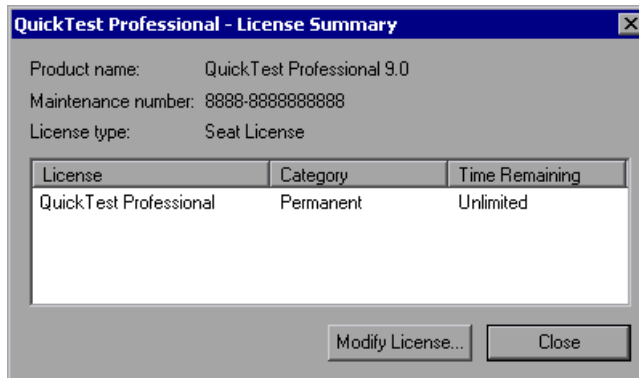 QuickTest Professional - License Summary
Product name: QuickTest Professional 9.0
Maintenance number: 8888-8888888888
License type: Seat License
License Category Time Remaining
QuickTest Professional Permanent Unlimited
Modify License... Close